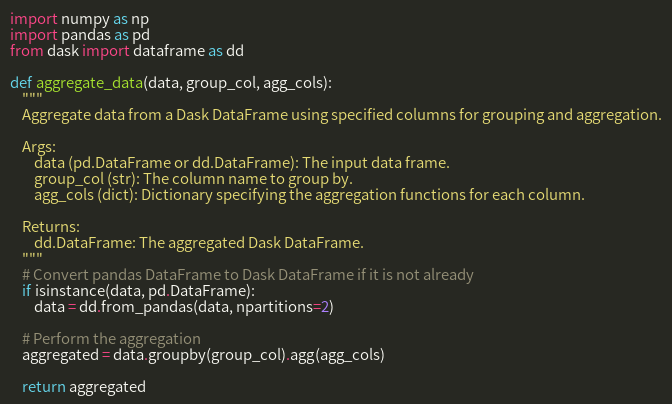 import numpy as np
import pandas as pd
from dask import dataframe as dd

def aggregate_data(data, group_col, agg_cols):
    """
    Aggregate data from a Dask DataFrame using specified columns for grouping and aggregation.

    Args:
        data (pd.DataFrame or dd.DataFrame): The input data frame.
        group_col (str): The column name to group by.
        agg_cols (dict): Dictionary specifying the aggregation functions for each column.

    Returns:
        dd.DataFrame: The aggregated Dask DataFrame.
    """
    # Convert pandas DataFrame to Dask DataFrame if it is not already
    if isinstance(data, pd.DataFrame):
        data = dd.from_pandas(data, npartitions=2)

    # Perform the aggregation
    aggregated = data.groupby(group_col).agg(agg_cols)

    return aggregated